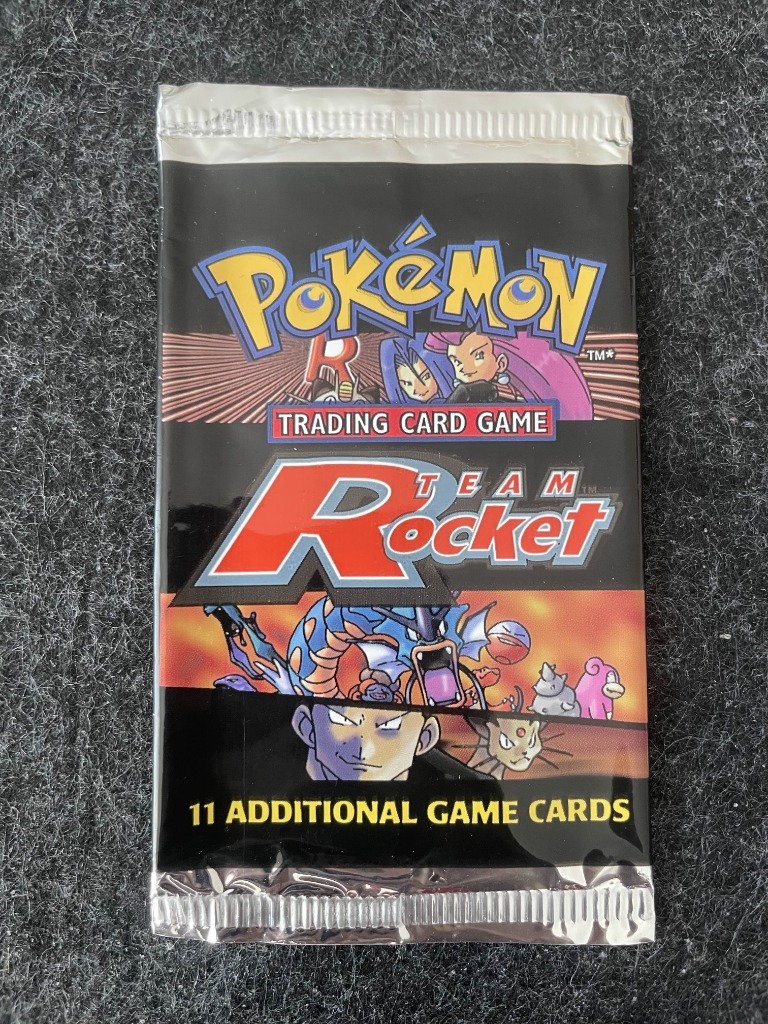 POKéMON
TM*
R
TRADING CARD GAME
TEAM TM
ROCKET
11 ADDITIONAL GAME CARDS